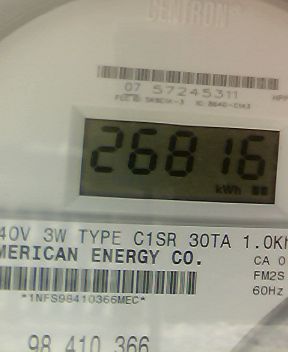 CENTRON®
07 57245311
26816
kWh
40V 3W TYPE C1SR 30TA 1.0Kh
MERICAN ENERGY CO.
CA 0
FM2S
60Hz
*1NFS98410366MEC*
98 410 366